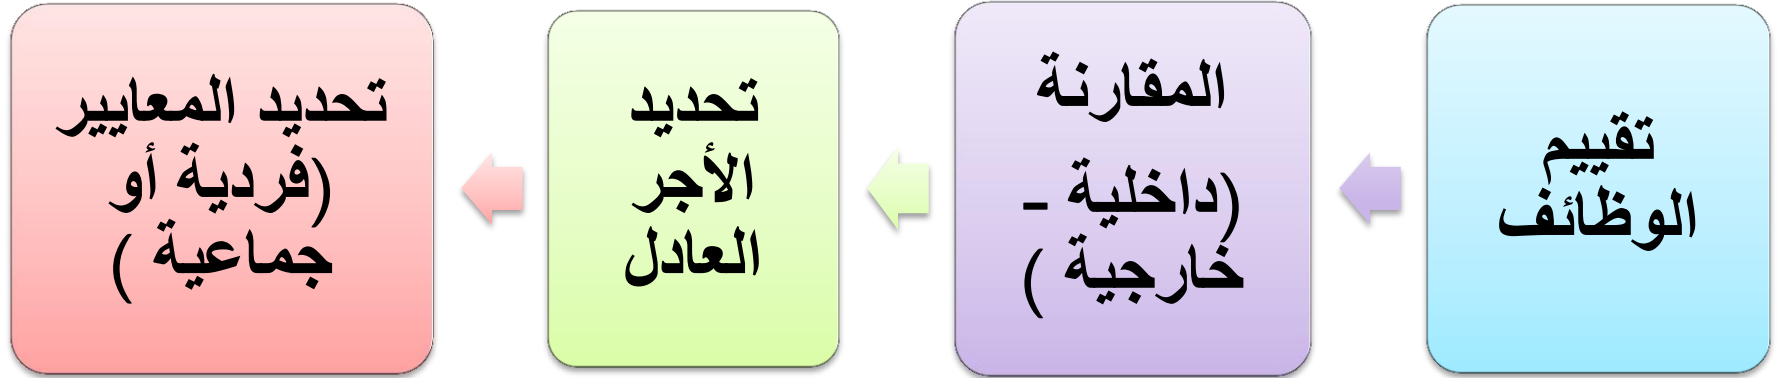 تقييم
الوظائف
المقارنة
(داخلية -
خارجية )
تحديد
الأجر
العادل
تحديد المعايير
(فردية أو
جماعية )